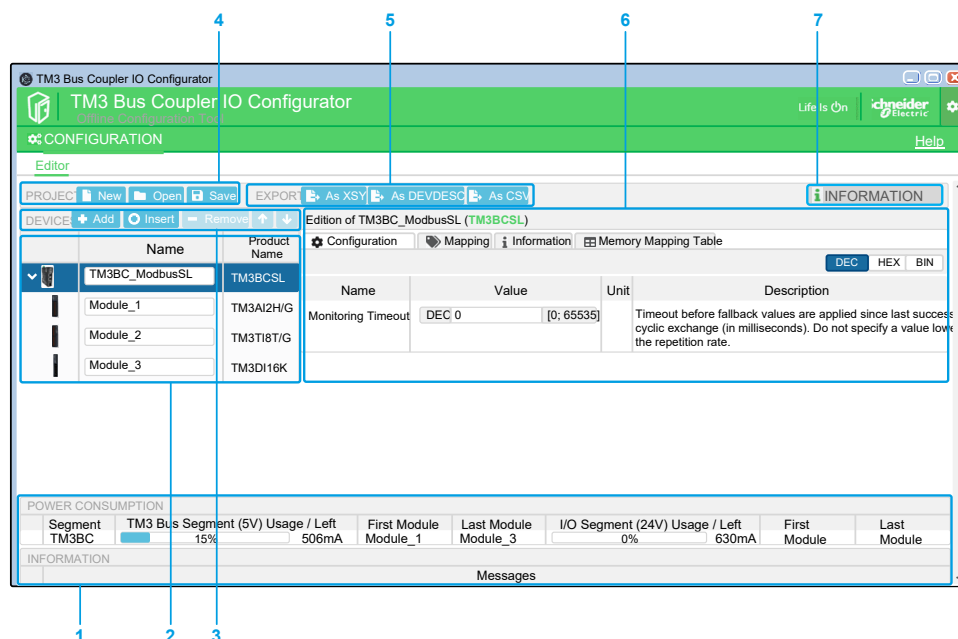 4 5 6 7
TM3 Bus Coupler IO Configurator
TM3 Bus Coupler IO Configurator
Offline Configuration Tool
Life Is On
Schneider
Electric
CONFIGURATION
Help
Editor
PROJECT New Open Save EXPORT As XSY As DEVDESC As CSV
INFORMATION
DEVICE Add Insert Remove
Name Product Name
TM3BC_ModbusSL TM3BCSL
Module_1 TM3AI2H/G
Module_2 TM3TI8T/G
Module_3 TM3DI16K
Edition of TM3BC_ModbusSL (TM3BCSL)
Configuration Mapping Information Memory Mapping Table
DEC HEX BIN
Name Value Unit Description
Monitoring Timeout DEC 0 [0; 65535] Timeout before fallback values are applied since last success
cyclic exchange (in milliseconds). Do not specify a value lowe
the repetition rate.
POWER CONSUMPTION
Segment TM3 Bus Segment (5V) Usage / Left First Module Last Module I/O Segment (24V) Usage / Left First Module Last Module
TM3BC 15% 506mA Module_1 Module_3 0% 630mA
INFORMATION
Messages
1 2 3